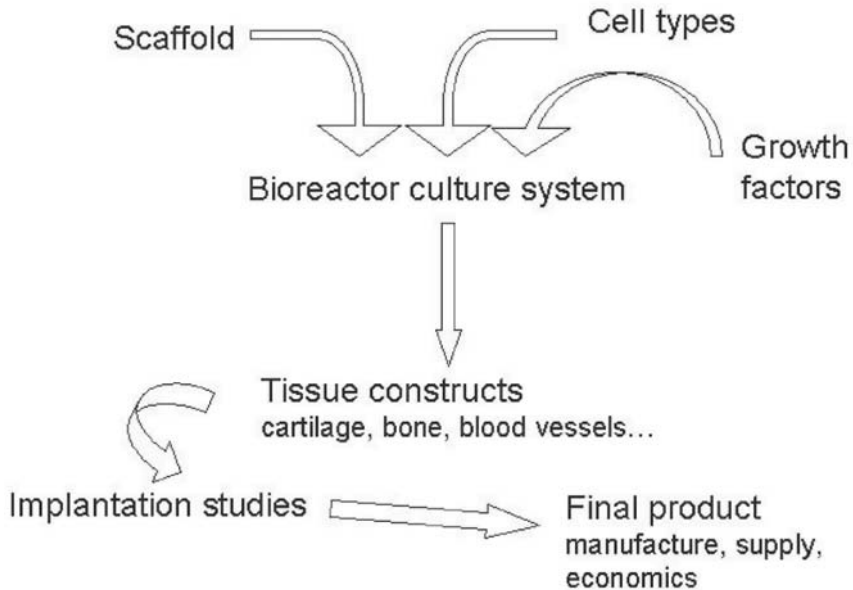 Scaffold
Cell types
Growth
factors
Bioreactor culture system
Tissue constructs
cartilage, bone, blood vessels...
Implantation studies
Final product
manufacture, supply,
economics